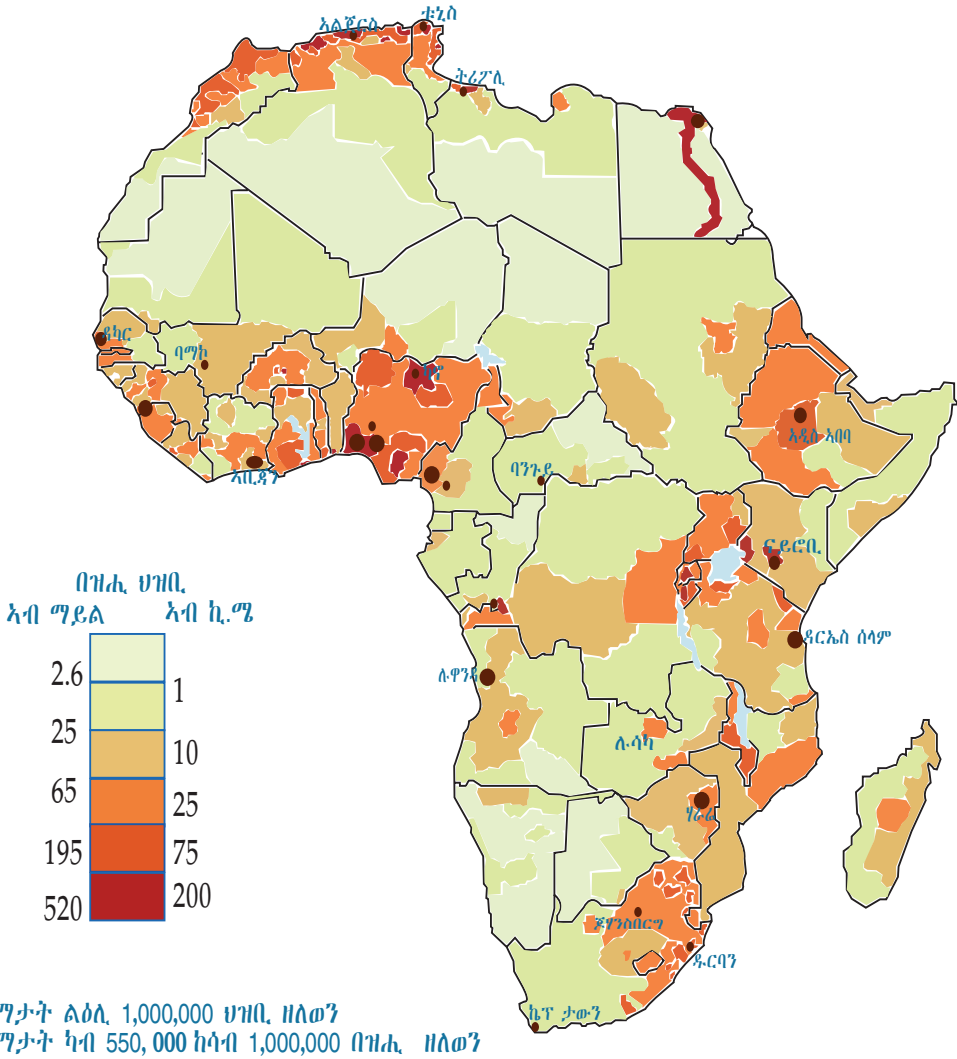 ኣልጀርስ
ቱኒስ
ትሪፖሊ
ዳካር
ባማኮ
ካኖ
ኣቢጃን
ባንጉይ
ኣዲስ ኣበባ
ናይሮቢ
ዳርኤስ ሰላም
ሉዋንዳ
ሉሳካ
ሃራሬ
ጆሃንስበርግ
ዱርባን
ኬፕ ታውን
በዝሒ ህዝቢ
ኣብ ማይል ኣብ ኪ.ሜ
2.6
1
25
10
65
25
195
75
520
200
ማታት ልዕሊ 1,000,000 ህዝቢ ዘለወን
ማታት ካብ 550,000 ክሳብ 1,000,000 በዝሒ ዘለወን